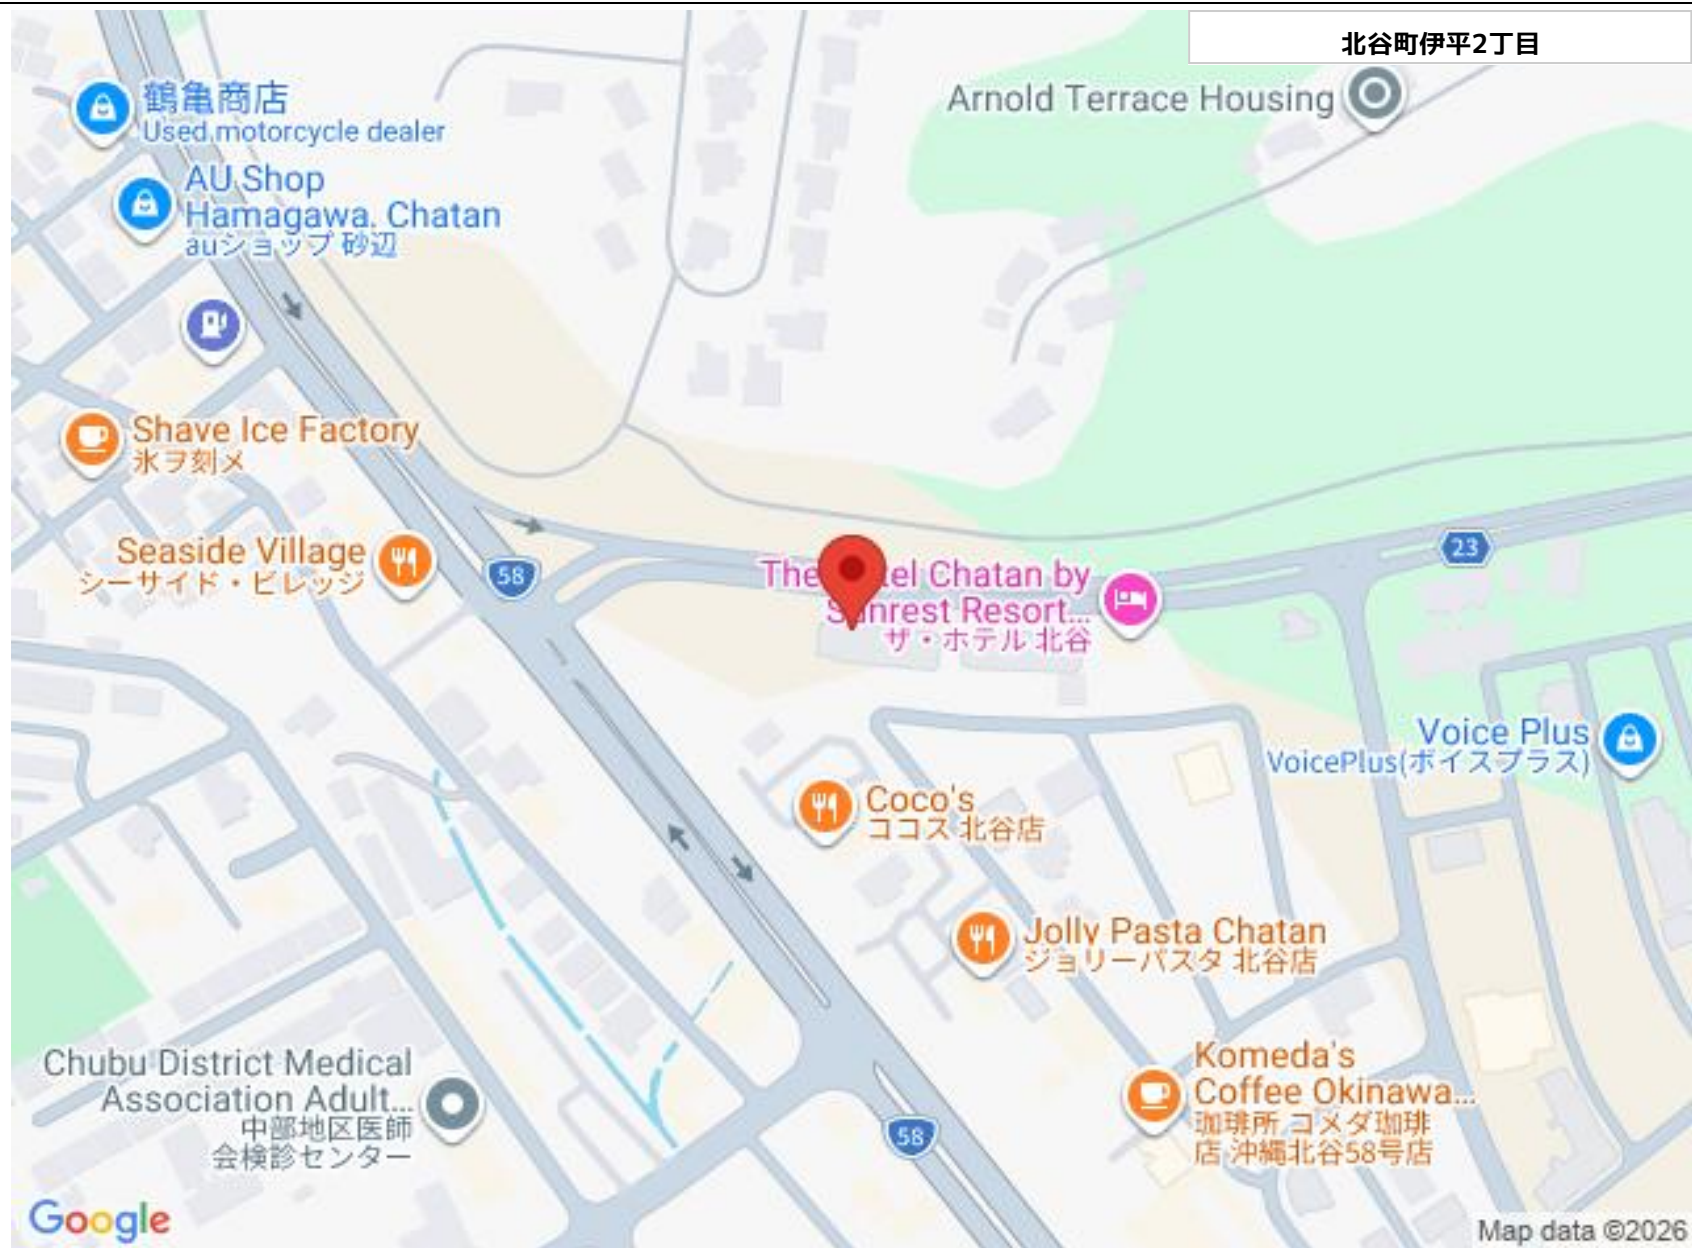 北谷町伊平2丁目
鶴亀商店
Used motorcycle dealer
Arnold Terrace Housing
AU Shop
Hamagawa. Chatan
auショップ 砂辺
Shave Ice Factory
氷ヲ刻メ
Seaside Village
シーサイド・ビレッジ
58
23
The tel Chatan by
Sunrest Resort...
ザ・ホテル 北谷
Voice Plus
VoicePlus(ボイスプラス)
Coco's
ココス 北谷店
Jolly Pasta Chatan
ジョリーパスタ 北谷店
Chubu District Medical
Association Adult...
中部地区医師
会検診センター
Komeda's
Coffee Okinawa...
珈琲所 コメダ珈琲
店 沖縄北谷58号店
58
Google
Map data ©2026